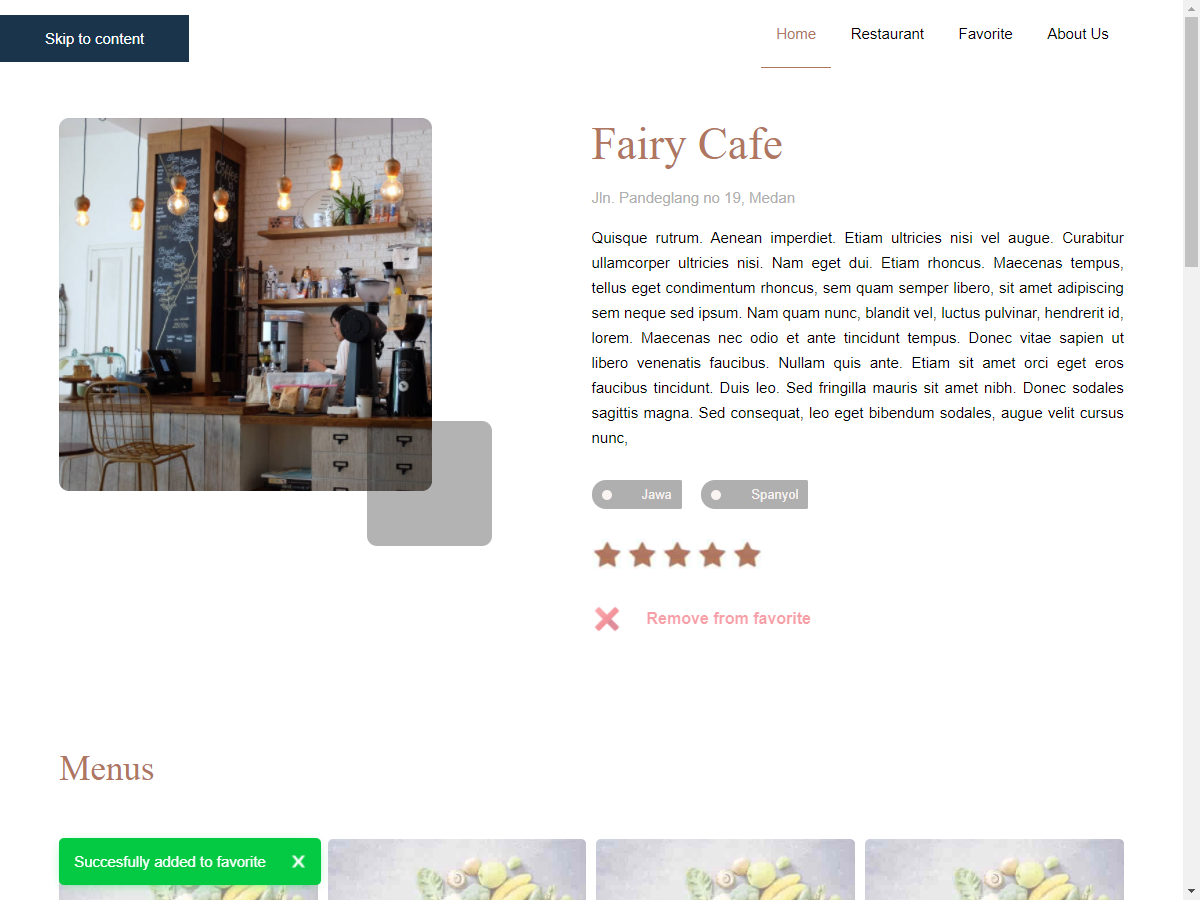 Skip to content
Home
Restaurant
Favorite
About Us
Fairy Cafe
Jln. Pandeglang no 19, Medan
Quisque rutrum. Aenean imperdiet. Etiam ultricies nisi vel augue. Curabitur
ullamcorper ultricies nisi. Nam eget dui. Etiam rhoncus. Maecenas tempus,
tellus eget condimentum rhoncus, sem quam semper libero, sit amet adipiscing
sem neque sed ipsum. Nam quam nunc, blandit vel, luctus pulvinar, hendrerit id,
lorem. Maecenas nec odio et ante tincidunt tempus. Donec vitae sapien ut
libero venenatis faucibus. Nullam quis ante. Etiam sit amet orci eget eros
faucibus tincidunt. Duis leo. Sed fringilla mauris sit amet nibh. Donec sodales
sagittis magna. Sed consequat, leo eget bibendum sodales, augue velit cursus
nunc,
Jawa
Spanyol
Remove from favorite
Menus
Succesfully added to favorite